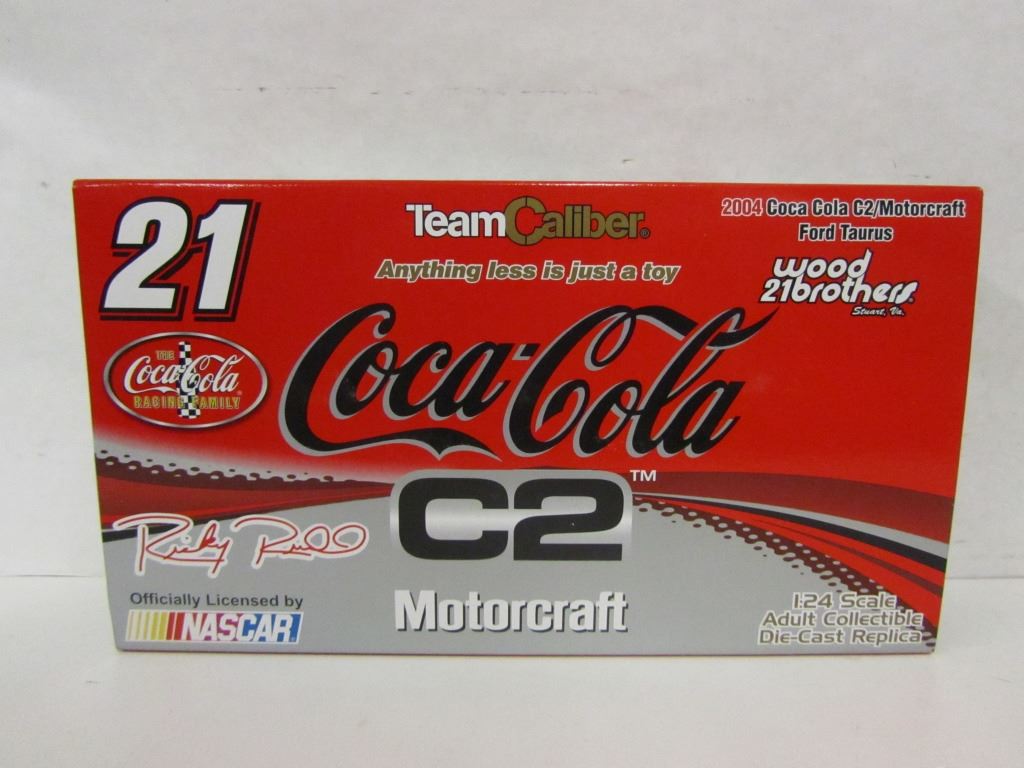 21
TeamCaliber®
Anything less is just a toy
2004 Coca Cola C2/Motorcraft
Ford Taurus
wood
21brothers
Stuart, Va.
THE
Coca-Cola
RACING FAMILY
Coca-Cola
C2™
Ricky Rudd
Officially Licensed by
NASCAR
Motorcraft
1:24 Scale
Adult Collectible
Die-Cast Replica